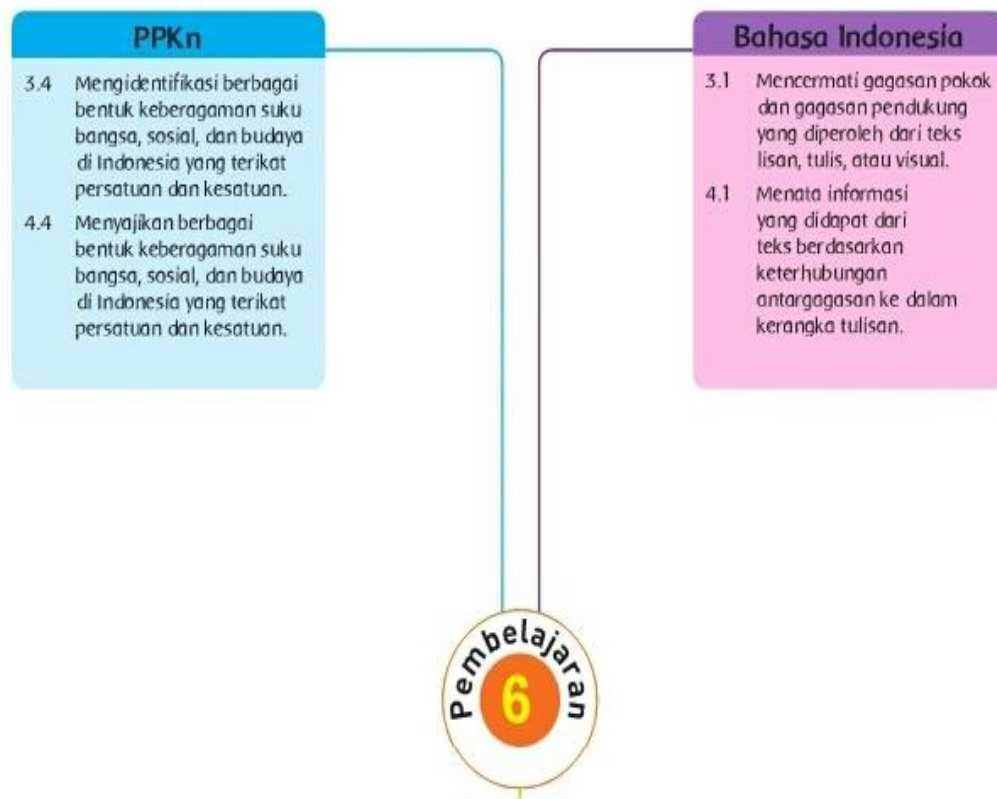 PPKn
3.4 Mengidentifikasi berbagai
bentuk keberagaman suku
bangsa, sosial, dan budaya
di Indonesia yang terikat
persatuan dan kesatuan.
4.4 Menyajikan berbagai
bentuk keberagaman suku
bangsa, sosial, dan budaya
di Indonesia yang terikat
persatuan dan kesatuan.
Bahasa Indonesia
3.1 Mencermati gagasan pokok
dan gagasan pendukung
yang diperoleh dari teks
lisan, tulis, atau visual.
4.1 Menata informasi
yang didapat dari
teks berdasarkan
keterhubungan
antargagasan ke dalam
kerangka tulisan.
Pembelajaran
6